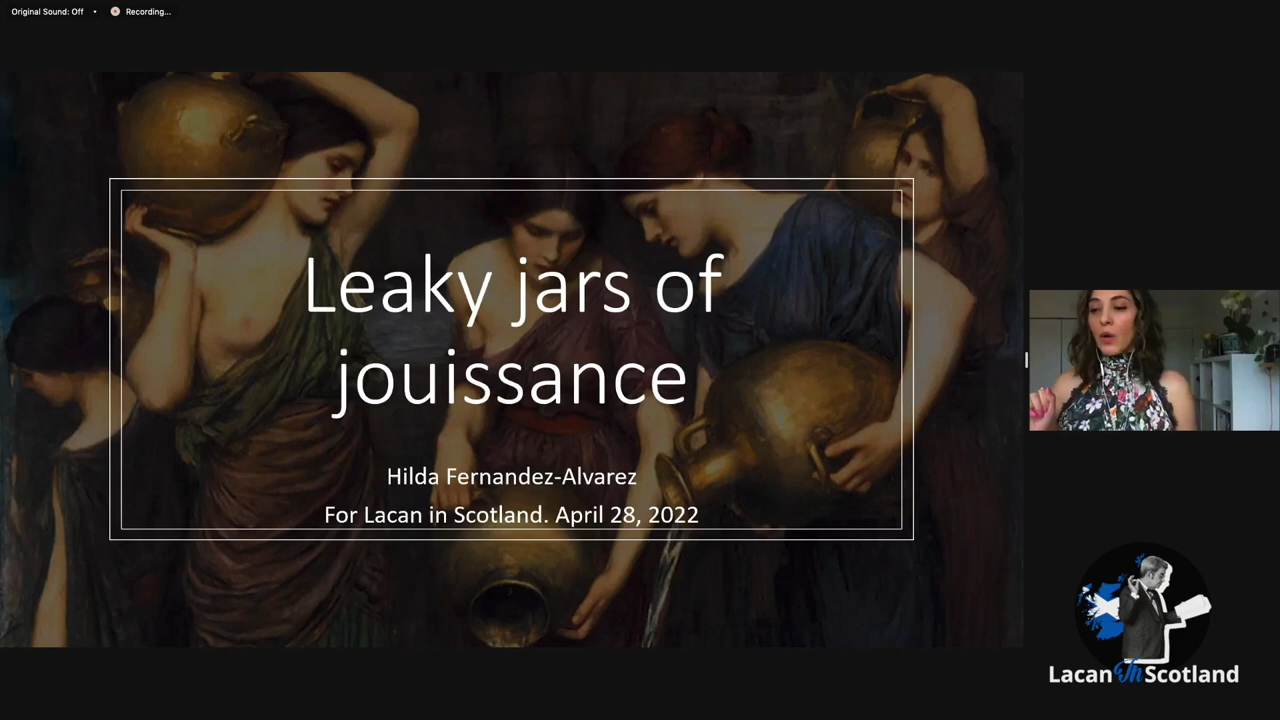 Original Sound: Off
Recording...
Leaky jars of
jouissance
Hilda Fernandez-Alvarez
For Lacan in Scotland. April 28, 2022
Lacan In Scotland